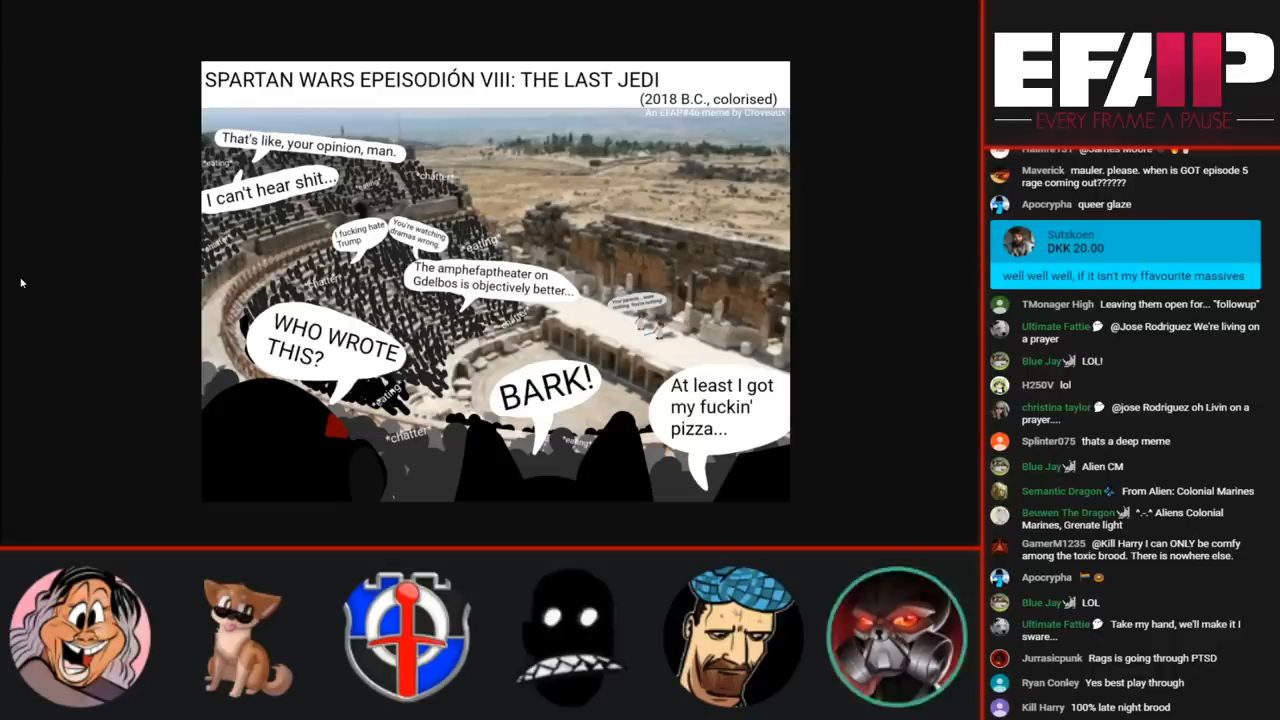 SPARTAN WARS EPEISODIÓN VIII: THE LAST JEDI
(2018 B.C., colorised)
An EFAP#46 meme by Croveaux
That's like, your opinion, man.
*eating*
*chatter*
*eating*
I can't hear shit...
I fucking hate
Trump
You're watching
dramas wrong.
*eating*
*chatter*
*chatter*
The amphefaptheater on
Gdelbos is objectively better...
*chatter*
WHO WROTE
THIS?
*eating*
*chatter*
BARK!
*eating*
At least I got
my fuckin'
pizza...
EFAP
EVERY FRAME A PAUSE
Maverick mauler. please. when is GOT episode 5
rage coming out??????
Apocrypha queer glaze
Sutskoen
DKK 20.00
well well well, if it isn't my ffavourite massives
TManager High Leaving them open for... "followup"
Ultimate Fattie @Jose Rodriguez We're living on
a prayer
Blue Jay LOL!
H250V lol
christina taylor @jose Rodriguez oh Livin on a
prayer....
Splinter075 thats a deep meme
Blue Jay Alien CM
Semantic Dragon From Alien: Colonial Marines
Beuwen The Dragon ^.-.^ Aliens Colonial
Marines, Grenate light
GamerM1235 @Kill Harry I can ONLY be comfy
among the toxic brood. There is nowhere else.
Apocrypha
Blue Jay LOL
Ultimate Fattie Take my hand, we'll make it I
sware...
Jurrasicpunk Rags is going through PTSD
Ryan Conley Yes best play through
Kill Harry 100% late night brood